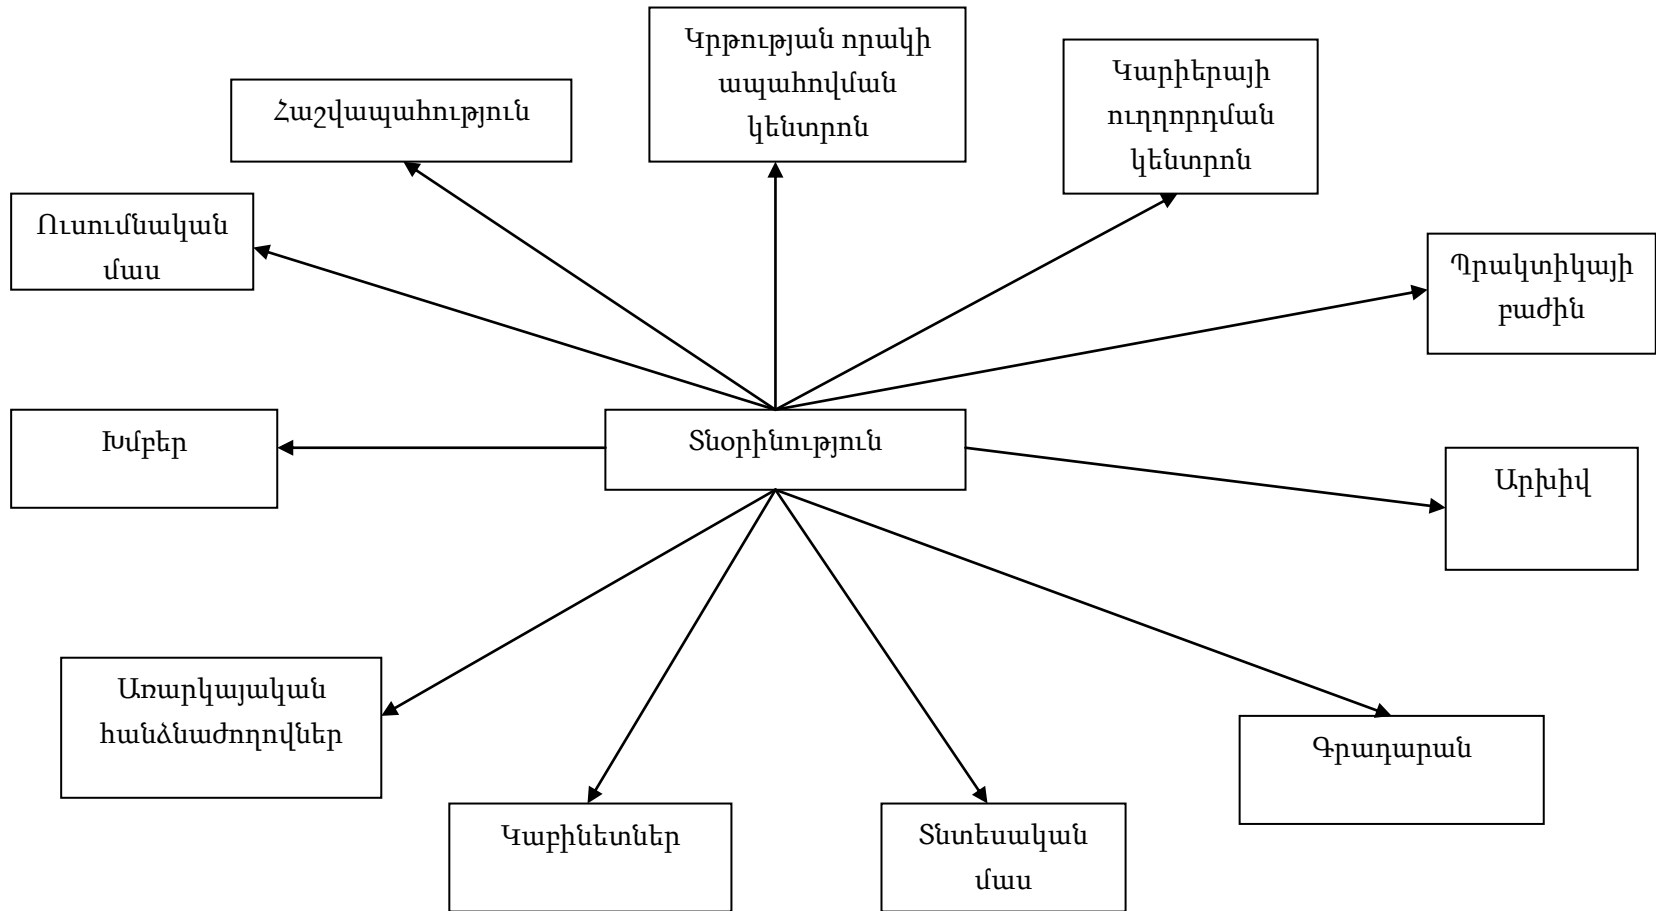 Կրթության որակի
ապահովման
կենտրոն
Կարիերայի
ուղղորդման
կենտրոն
Հաշվապահություն
Ուսումնական
մաս
Պրակտիկայի
բաժին
Խմբեր
Տնօրինություն
Արխիվ
Առարկայական
հանձնաժողովներ
Գրադարան
Կաբինետներ
Տնտեսական
մաս